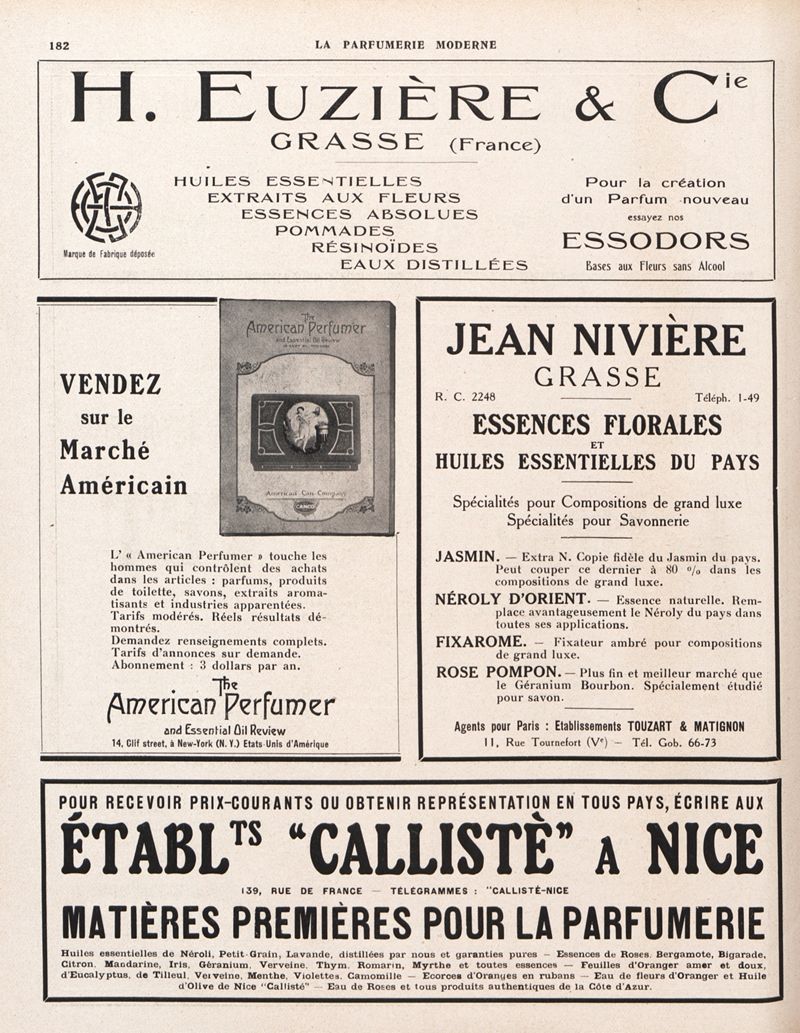 182
LA PARFUMERIE MODERNE
H. EUZIÈRE & Cie
GRASSE (France)
HUILES ESSENTIELLES
EXTRAITS AUX FLEURS
ESSENCES ABSOLUES
POMMADES
RÉSINOÏDES
EAUX DISTILLÉES
Marque de Fabrique déposée
Pour la création
d'un Parfum nouveau
essayez nos
ESSODORS
Bases aux Fleurs sans Alcool
VENDEZ
sur le
Marché
Américain
The
American Perfumer
and Essential Oil Review
American Can Company
CANCO
L' « American Perfumer » touche les
hommes qui contrôlent des achats
dans les articles : parfums, produits
de toilette, savons, extraits aroma-
tisants et industries apparentées.
Tarifs modérés. Réels résultats dé-
montrés.
Demandez renseignements complets.
Tarifs d'annonces sur demande.
Abonnement : 3 dollars par an.
The
American Perfumer
and Essential Oil Review
14, Clif street, à New-York (N. Y.) Etats-Unis d'Amérique
JEAN NIVIÈRE
GRASSE
R. C. 2248
Téléph. 1-49
ESSENCES FLORALES
ET
HUILES ESSENTIELLES DU PAYS
Spécialités pour Compositions de grand luxe
Spécialités pour Savonnerie
JASMIN. — Extra N. Copie fidèle du Jasmin du pays.
Peut couper ce dernier à 80 % dans les
compositions de grand luxe.
NÉROLY D'ORIENT. — Essence naturelle. Rem-
place avantageusement le Néroly du pays dans
toutes ses applications.
FIXAROME. — Fixateur ambré pour compositions
de grand luxe.
ROSE POMPON. — Plus fin et meilleur marché que
le Géranium Bourbon. Spécialement étudié
pour savon.
Agents pour Paris : Etablissements TOUZART & MATIGNON
11, Rue Tournefort (Ve) — Tél. Gob. 66-73
POUR RECEVOIR PRIX-COURANTS OU OBTENIR REPRÉSENTATION EN TOUS PAYS, ÉCRIRE AUX
ÉTABLTS "CALLISTÈ" A NICE
139, RUE DE FRANCE — TÉLÉGRAMMES : "CALLISTÉ-NICE
MATIÈRES PREMIÈRES POUR LA PARFUMERIE
Huiles essentielles de Néroli, Petit-Grain, Lavande, distillées par nous et garanties pures — Essences de Roses. Bergamote, Bigarade,
Citron, Mandarine, Iris, Géranium, Verveine, Thym, Romarin, Myrthe et toutes essences — Feuilles d'Oranger amer et doux,
d'Eucalyptus, de Tilleul, Verveine, Menthe, Violettes, Camomille — Ecorces d'Oranges en rubans — Eau de fleurs d'Oranger et Huile
d'Olive de Nice "Callisté" — Eau de Roses et tous produits authentiques de la Côte d'Azur.